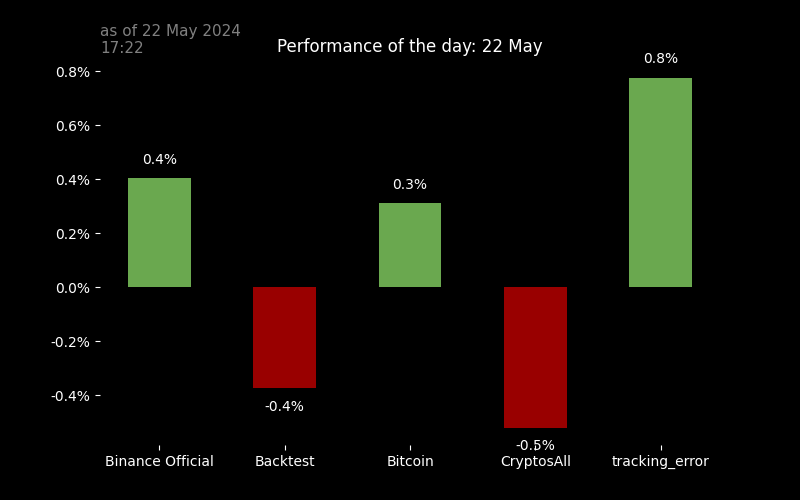 as of 22 May 2024
17:22
Performance of the day: 22 May
0.8%
0.6%
0.4%
0.2%
0.0%
-0.2%
-0.4%
0.4%
-0.4%
0.3%
-0.5%
0.8%
Binance Official
Backtest
Bitcoin
CryptosAll
tracking_error